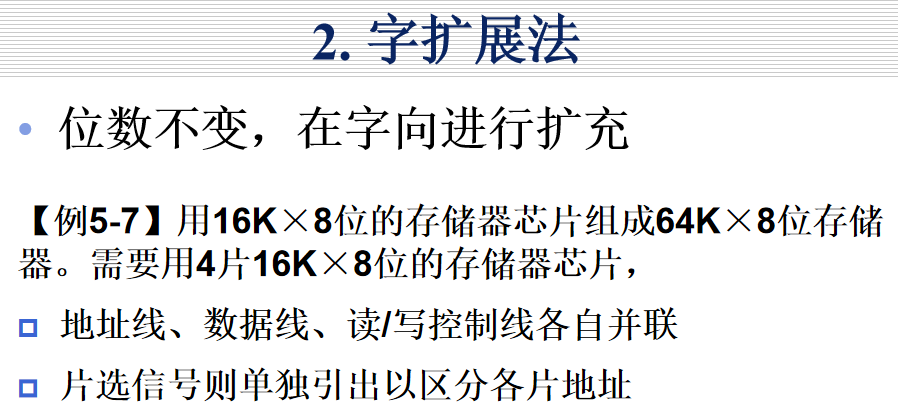 2. 字扩展法
位数不变，在字向进行扩充
【例5-7】用16K×8位的存储器芯片组成64K×8位存储
器。需要用4片16K×8位的存储器芯片，
地址线、数据线、读/写控制线各自并联
片选信号则单独引出以区分各片地址